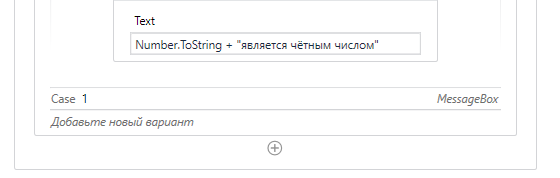 Text
Number.ToString + "является чётным числом"
Case 1 MessageBox
Добавьте новый вариант